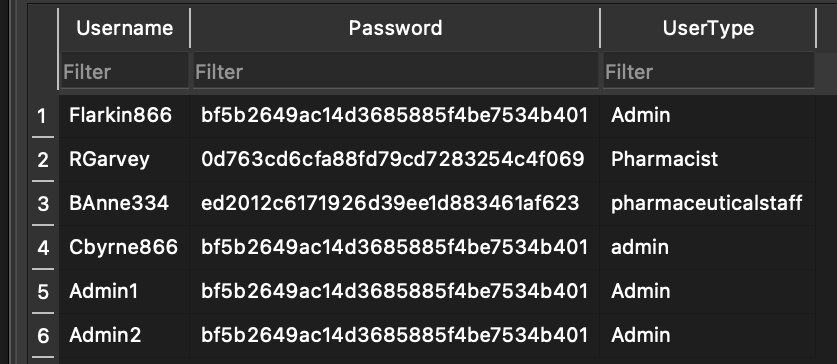 Username Password UserType
Filter Filter Filter
1 Flarkin866 bf5b2649ac14d3685885f4be7534b401 Admin
2 RGarvey 0d763cd6cfa88fd79cd7283254c4f069 Pharmacist
3 BAnne334 ed2012c6171926d39ee1d883461af623 pharmaceuticalstaff
4 Cbyrne866 bf5b2649ac14d3685885f4be7534b401 admin
5 Admin1 bf5b2649ac14d3685885f4be7534b401 Admin
6 Admin2 bf5b2649ac14d3685885f4be7534b401 Admin